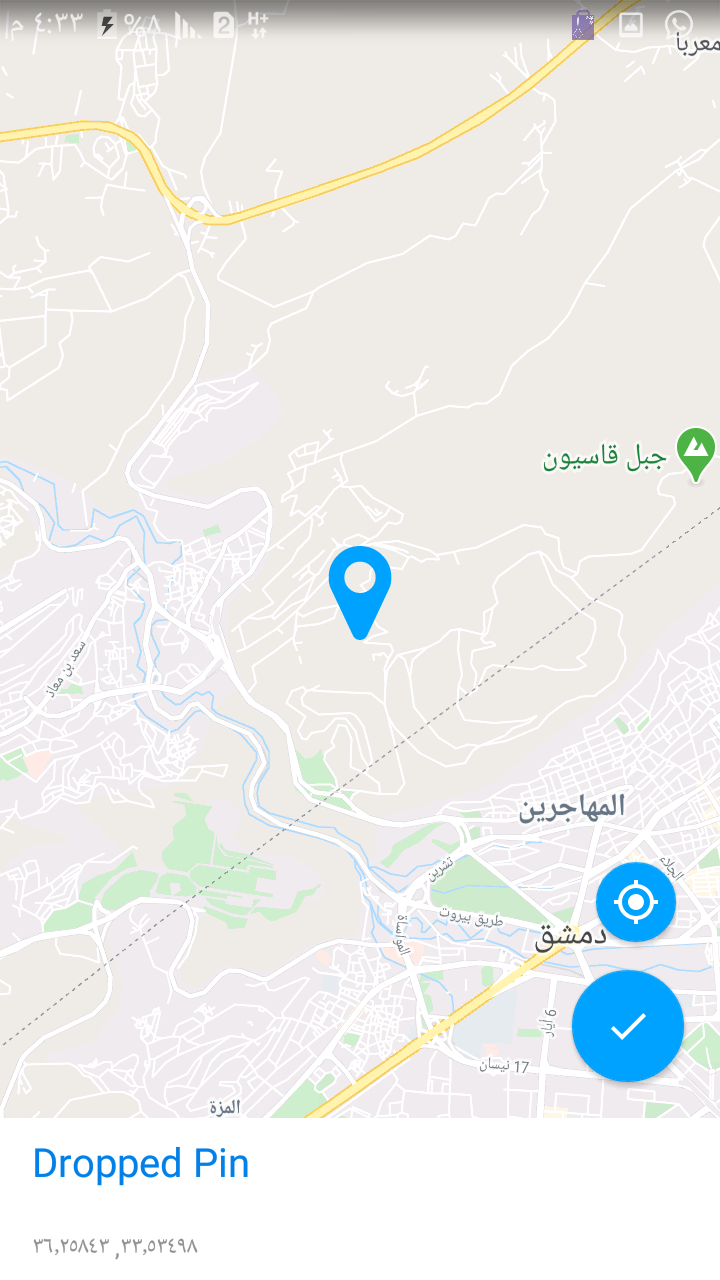 ٤:٣٣ م
%٨
2
H+
معربا
جبل قاسيون
سعد بن معاذ
المهاجرين
الجلاء
تشرين
طريق بيروت
المواساة
دمشق
6 أيار
17 نيسان
المزة
Dropped Pin
٣٦,٢٥٨٤٣ ,٣٣,٥٣٤٩٨